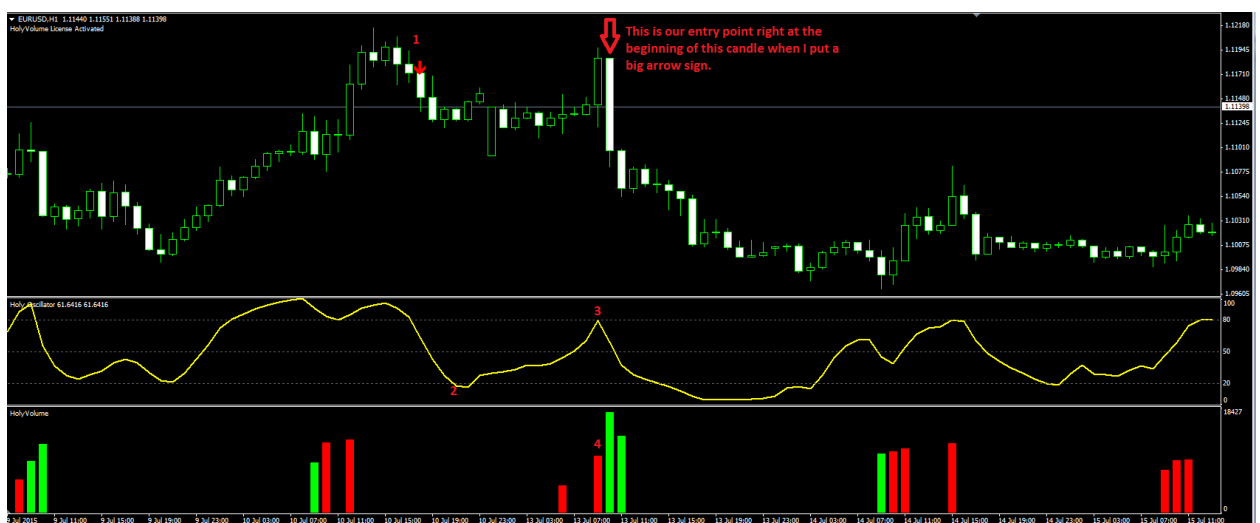 EURUSD,H1 1.11440 1.11551 1.11388 1.11398
HolyVolume License Activated
1
This is our entry point right at the
beginning of this candle when I put a
big arrow sign.
1.12180
1.11945
1.11710
1.11480
1.11398
1.11245
1.11010
1.10775
1.10540
1.10310
1.10075
1.09840
1.09605
Holy Oscillator 61.6416 61.6416
3
2
100
80
50
20
0
HolyVolume
4
18427
0
9 Jul 2015
9 Jul 11:00
9 Jul 15:00
9 Jul 19:00
9 Jul 23:00
10 Jul 03:00
10 Jul 07:00
10 Jul 11:00
10 Jul 15:00
10 Jul 19:00
10 Jul 23:00
13 Jul 03:00
13 Jul 07:00
13 Jul 11:00
13 Jul 15:00
13 Jul 19:00
13 Jul 23:00
14 Jul 03:00
14 Jul 07:00
14 Jul 11:00
14 Jul 15:00
14 Jul 19:00
14 Jul 23:00
15 Jul 03:00
15 Jul 07:00
15 Jul 11:00